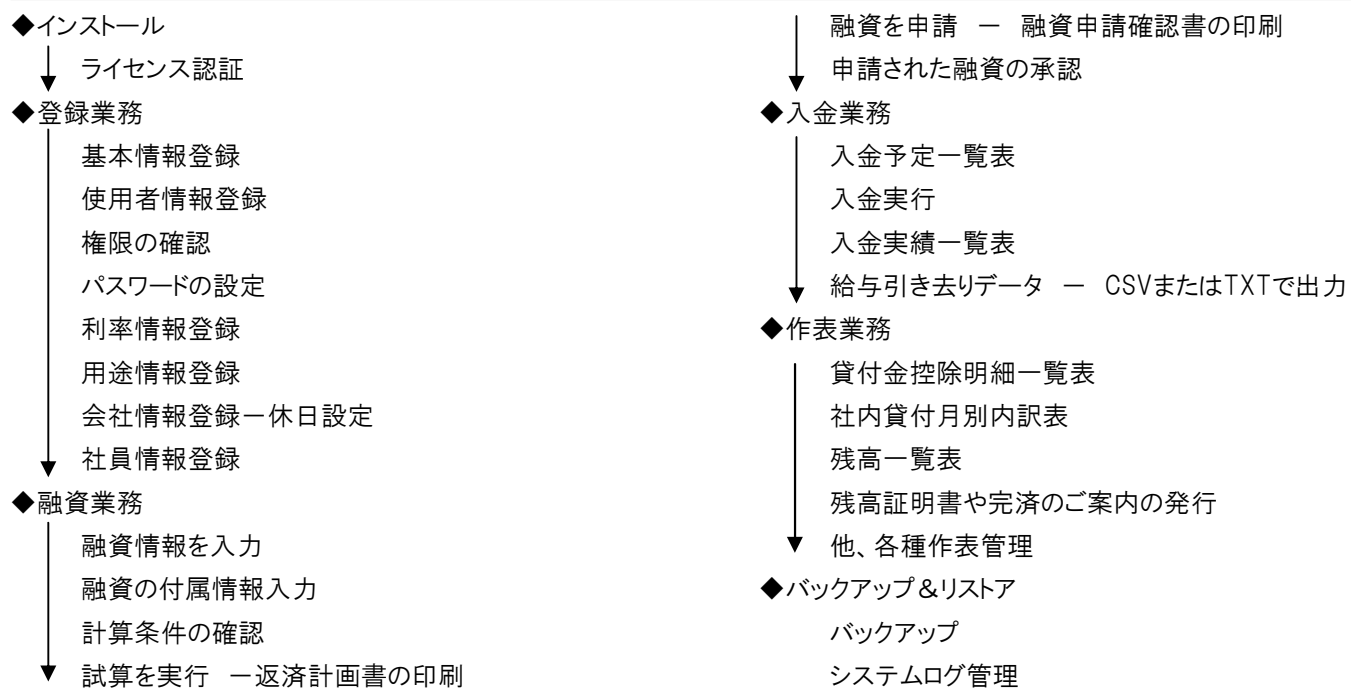 ◆インストール
ライセンス認証
◆登録業務
基本情報登録
使用者情報登録
権限の確認
パスワードの設定
利率情報登録
用途情報登録
会社情報登録－休日設定
社員情報登録
◆融資業務
融資情報を入力
融資の付属情報入力
計算条件の確認
試算を実行　－返済計画書の印刷
融資を申請　－　融資申請確認書の印刷
申請された融資の承認
◆入金業務
入金予定一覧表
入金実行
入金実績一覧表
給与引き去りデータ　－　CSVまたはTXTで出力
◆作表業務
貸付金控除明細一覧表
社内貸付月別内訳表
残高一覧表
残高証明書や完済のご案内の発行
他、各種作表管理
◆バックアップ＆リストア
バックアップ
システムログ管理